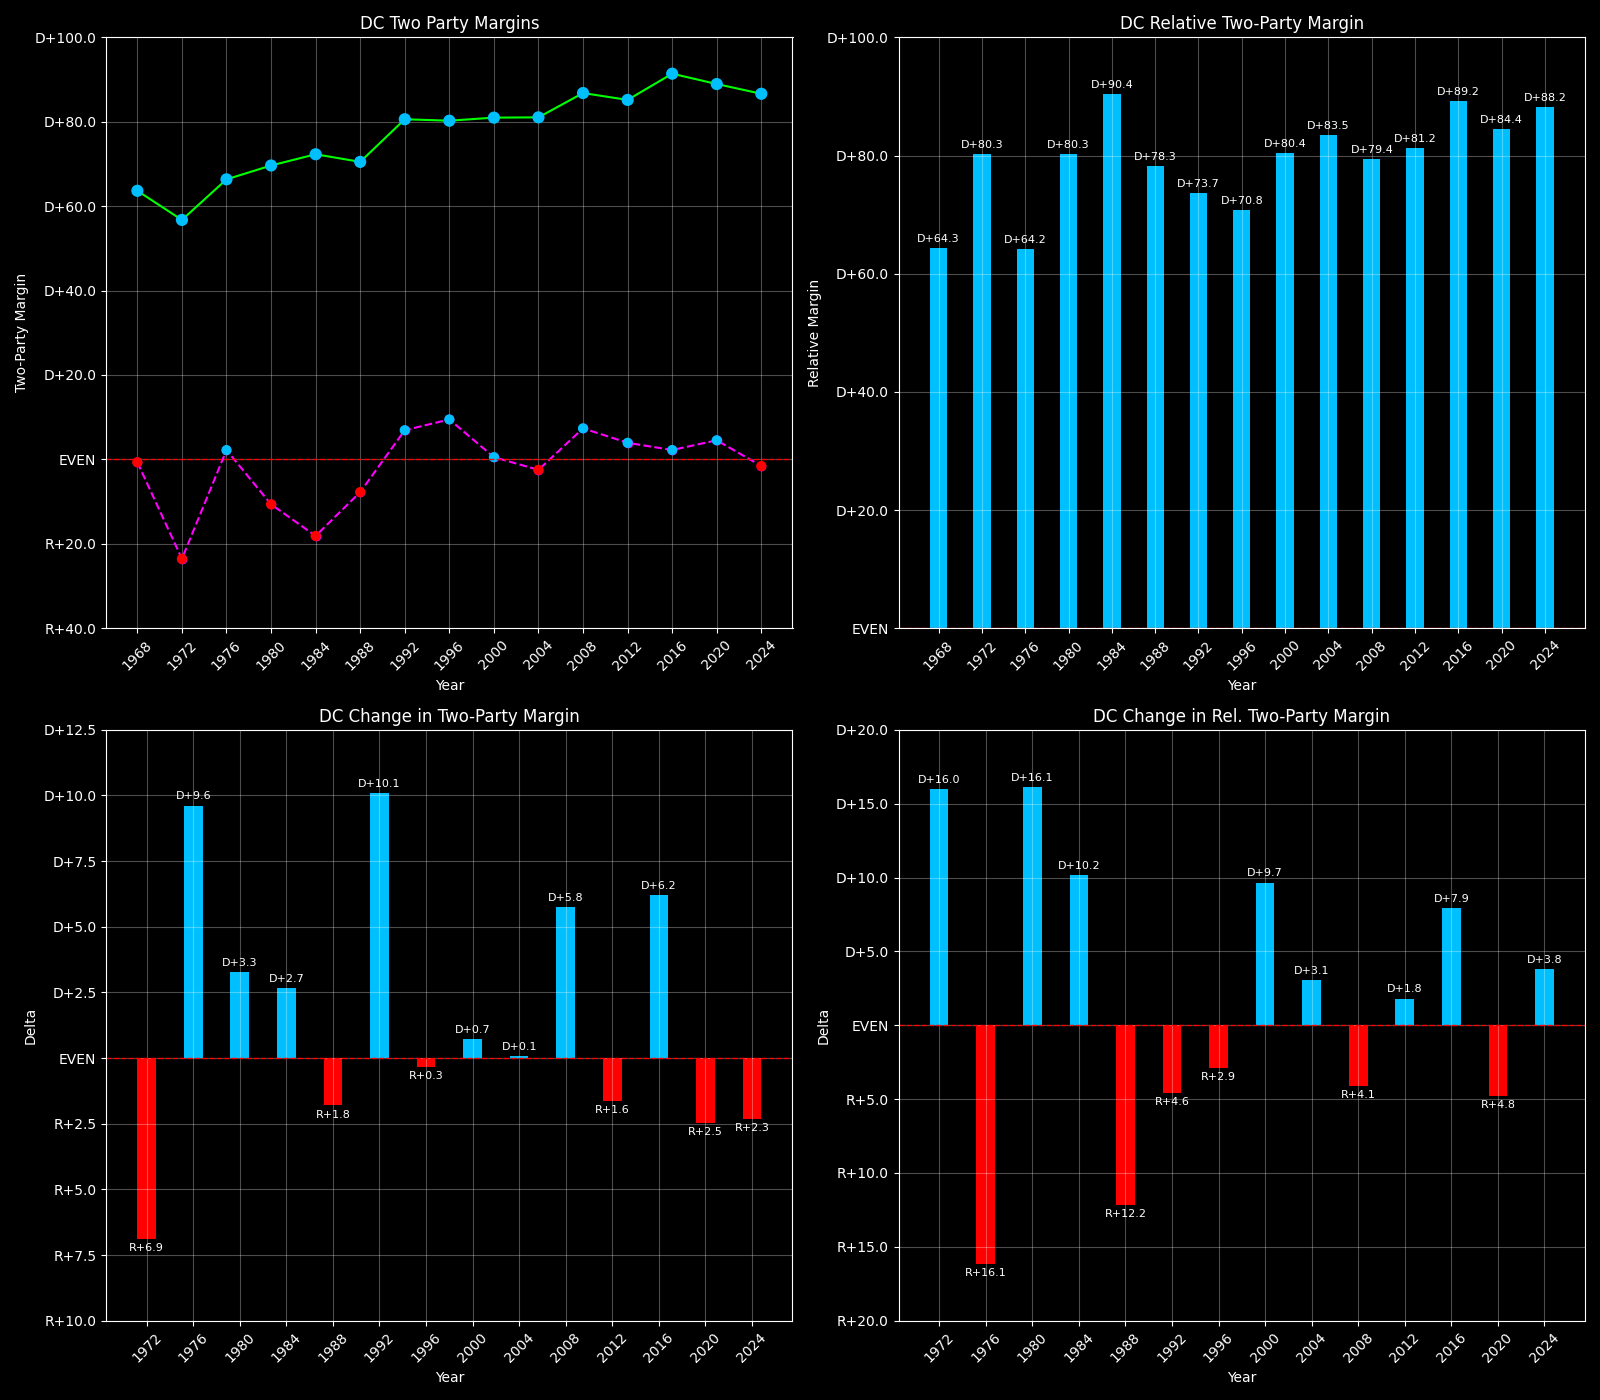 DC Two Party Margins
D+100.0
D+80.0
D+60.0
D+40.0
D+20.0
EVEN
R+20.0
R+40.0
Two-Party Margin
1968 1972 1976 1980 1984 1988 1992 1996 2000 2004 2008 2012 2016 2020 2024
Year
DC Relative Two-Party Margin
D+100.0
D+80.0
D+60.0
D+40.0
D+20.0
EVEN
Relative Margin
D+64.3 D+80.3 D+64.2 D+80.3 D+90.4 D+78.3 D+73.7 D+70.8 D+80.4 D+83.5 D+79.4 D+81.2 D+89.2 D+84.4 D+88.2
1968 1972 1976 1980 1984 1988 1992 1996 2000 2004 2008 2012 2016 2020 2024
Year
DC Change in Two-Party Margin
D+12.5
D+10.0
D+7.5
D+5.0
D+2.5
EVEN
R+2.5
R+5.0
R+7.5
R+10.0
Delta
R+6.9 D+9.6 D+3.3 D+2.7 R+1.8 D+10.1 R+0.3 D+0.7 D+0.1 D+5.8 R+1.6 D+6.2 R+2.5 R+2.3
1972 1976 1980 1984 1988 1992 1996 2000 2004 2008 2012 2016 2020 2024
Year
DC Change in Rel. Two-Party Margin
D+20.0
D+15.0
D+10.0
D+5.0
EVEN
R+5.0
R+10.0
R+15.0
R+20.0
Delta
D+16.0 R+16.1 D+16.1 D+10.2 R+12.2 R+4.6 R+2.9 D+9.7 D+3.1 R+4.1 D+1.8 D+7.9 R+4.8 D+3.8
1972 1976 1980 1984 1988 1992 1996 2000 2004 2008 2012 2016 2020 2024
Year